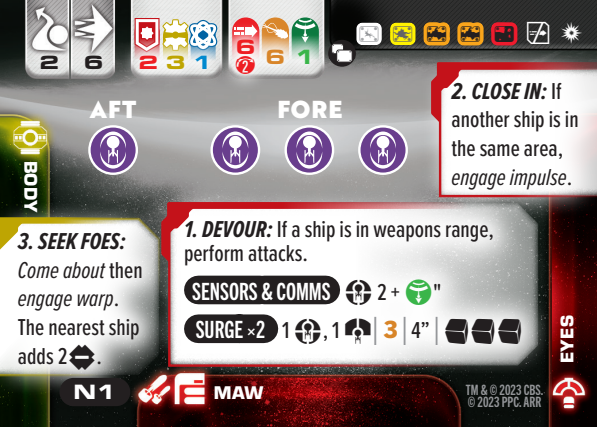 2 6
2 3 1
6 6 1
2
AFT FORE
BODY
2. CLOSE IN: If
another ship is in
the same area,
engage impulse.
1. DEVOUR: If a ship is in weapons range,
perform attacks.
SENSORS & COMMS 2 + "
SURGE ×2 1 , 1 | 3 | 4” |
3. SEEK FOES:
Come about then
engage warp.
The nearest ship
adds 2 .
EYES
N1 MAW
TM & © 2023 CBS.
© 2023 PPC. ARR